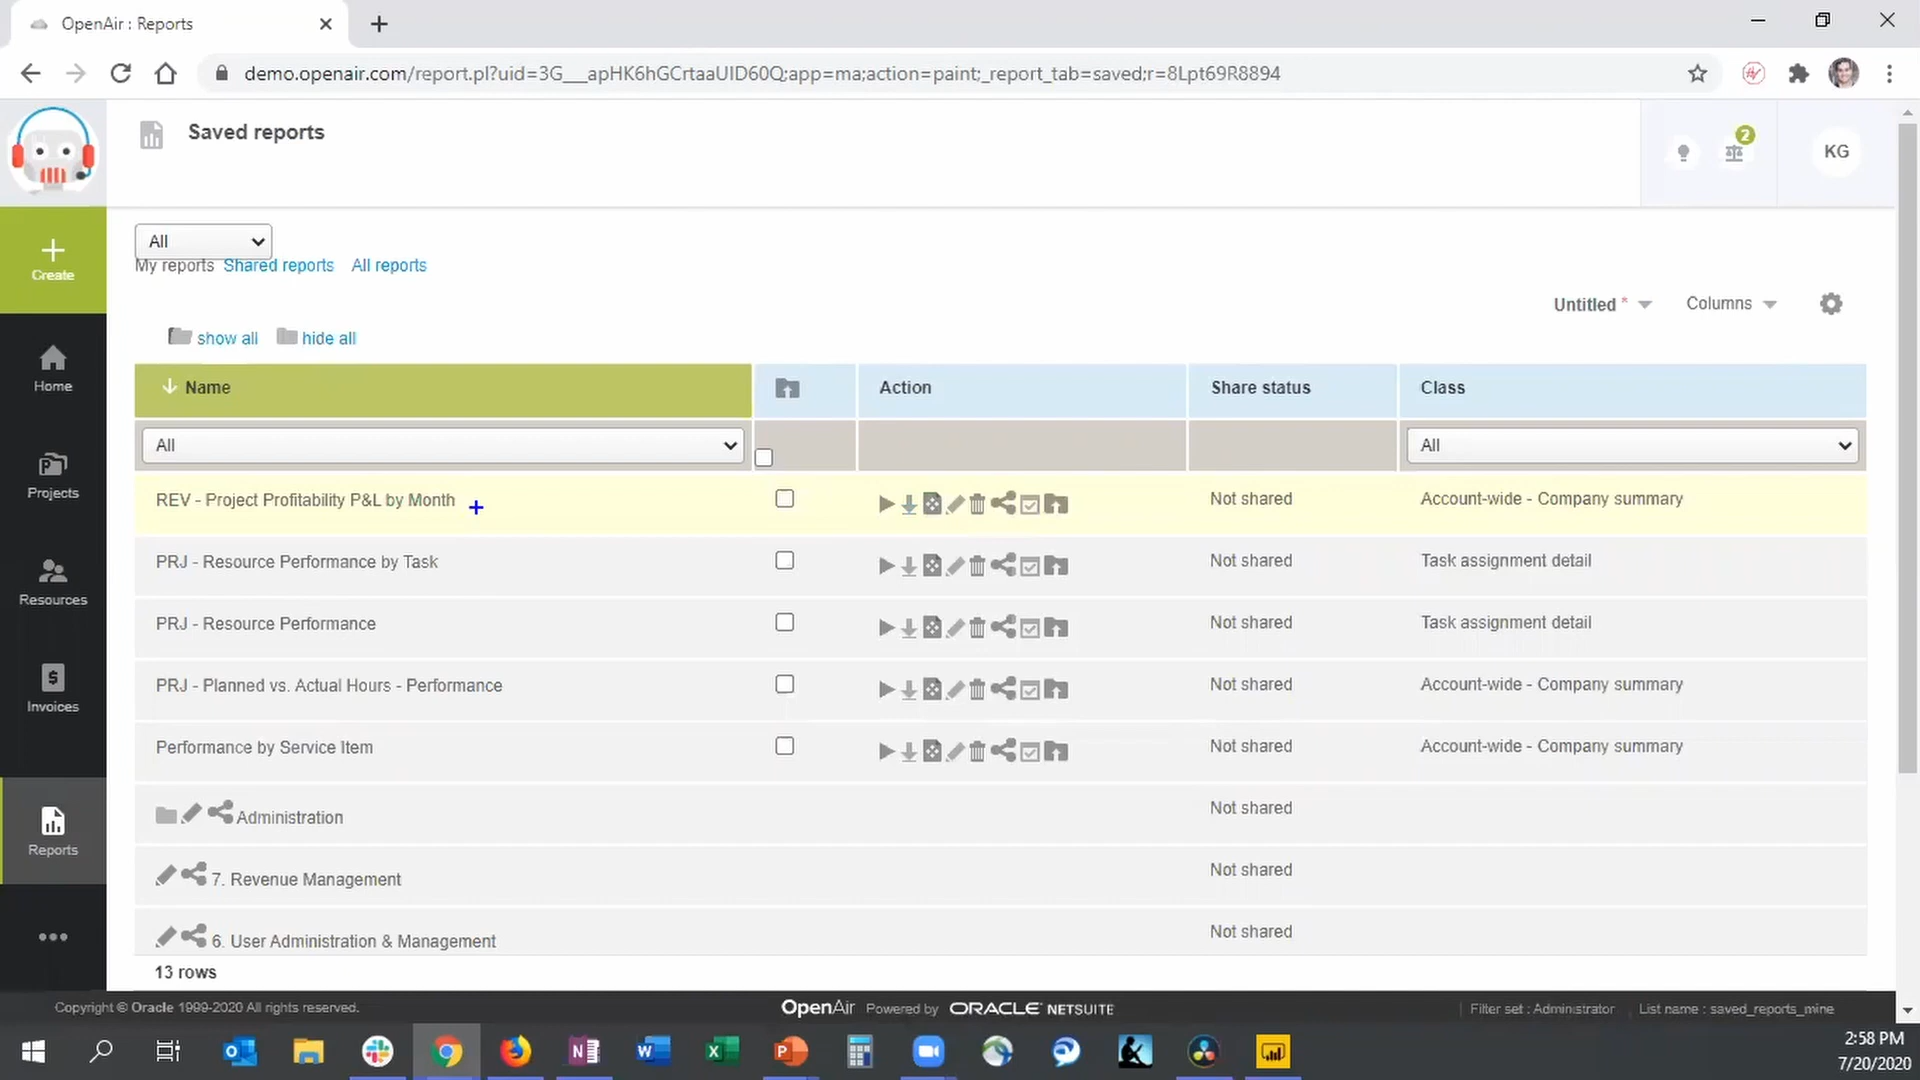 OpenAir : Reports
demo.openair.com/report.pl?uid=3G___apHK6hGCrtaaUID60Q;app=ma;action=paint;_report_tab=saved;r=8Lpt69R8894
Saved reports
2
KG
All
Create
My reports Shared reports All reports
Untitled * Columns
show all hide all
Home
Name Action Share status Class
All All
Projects
REV - Project Profitability P&L by Month Not shared Account-wide - Company summary
PRJ - Resource Performance by Task Not shared Task assignment detail
Resources
PRJ - Resource Performance Not shared Task assignment detail
PRJ - Planned vs. Actual Hours - Performance Not shared Account-wide - Company summary
Invoices
Performance by Service Item Not shared Account-wide - Company summary
Administration Not shared
Reports
7. Revenue Management Not shared
6. User Administration & Management Not shared
13 rows
Copyright © Oracle 1999-2020 All rights reserved. OpenAir Powered by ORACLE NETSUITE Filter set : Administrator List name : saved_reports_mine
2:58 PM
7/20/2020